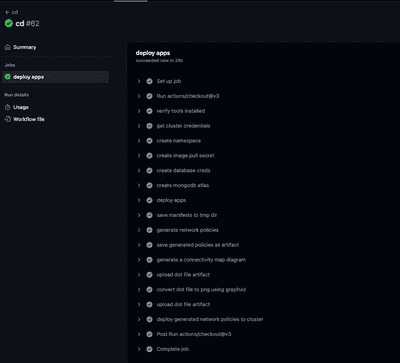 ← cd
cd #62
Summary
Jobs
deploy apps
Run details
Usage
Workflow file
deploy apps
succeeded now in 38s
Set up job
Run actions/checkout@v3
verify tools installed
get cluster credentials
create namespace
create image pull secret
create database creds
create mongodb atlas
deploy apps
save manifests to tmp dir
generate network policies
save generated policies as artifact
generate a connectivity map diagram
upload dot file artifact
convert dot file to png using graphviz
upload dot file artifact
deploy generated network policies to cluster
Post Run actions/checkout@v3
Complete job